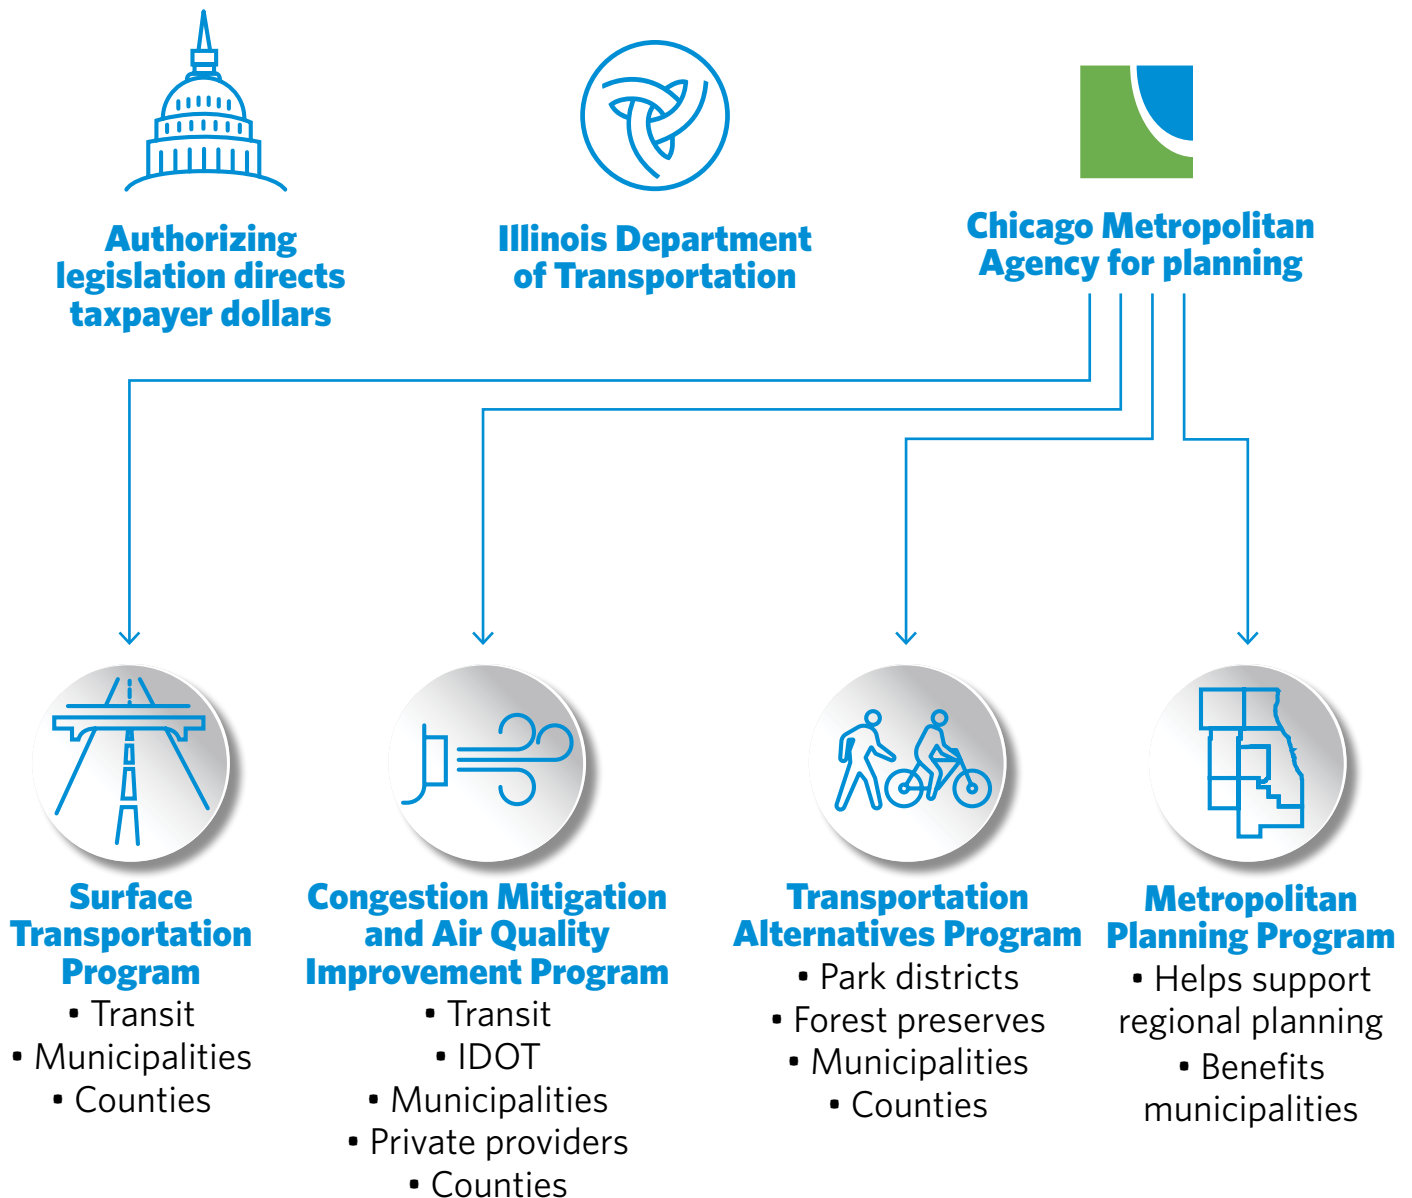 Authorizing
legislation directs
taxpayer dollars
Illinois Department
of Transportation
Chicago Metropolitan
Agency for planning
Surface
Transportation
Program
• Transit
• Municipalities
• Counties
Congestion Mitigation
and Air Quality
Improvement Program
• Transit
• IDOT
• Municipalities
• Private providers
• Counties
Transportation
Alternatives Program
• Park districts
• Forest preserves
• Municipalities
• Counties
Metropolitan
Planning Program
• Helps support
regional planning
• Benefits
municipalities